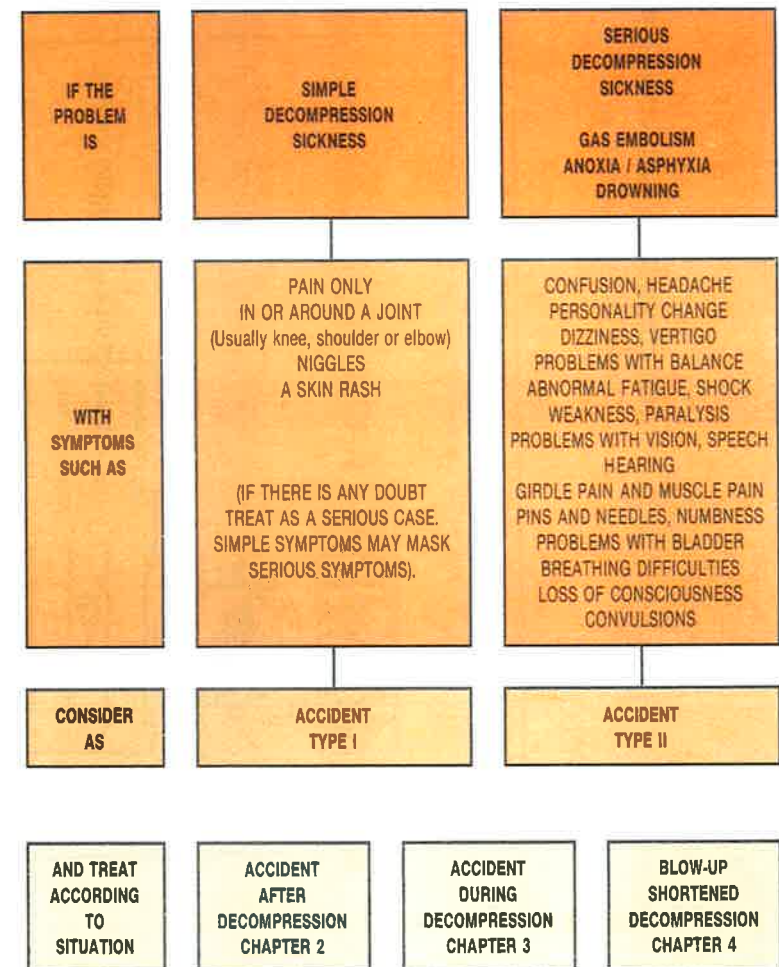 IF THE
PROBLEM
IS
SIMPLE
DECOMPRESSION
SICKNESS
SERIOUS
DECOMPRESSION
SICKNESS
GAS EMBOLISM
ANOXIA / ASPHYXIA
DROWNING
WITH
SYMPTOMS
SUCH AS
PAIN ONLY
IN OR AROUND A JOINT
(Usually knee, shoulder or elbow)
NIGGLES
A SKIN RASH
(IF THERE IS ANY DOUBT
TREAT AS A SERIOUS CASE.
SIMPLE SYMPTOMS MAY MASK
SERIOUS SYMPTOMS).
CONFUSION, HEADACHE
PERSONALITY CHANGE
DIZZINESS, VERTIGO
PROBLEMS WITH BALANCE
ABNORMAL FATIGUE, SHOCK
WEAKNESS, PARALYSIS
PROBLEMS WITH VISION, SPEECH
HEARING
GIRDLE PAIN AND MUSCLE PAIN
PINS AND NEEDLES, NUMBNESS
PROBLEMS WITH BLADDER
BREATHING DIFFICULTIES
LOSS OF CONSCIOUSNESS
CONVULSIONS
CONSIDER
AS
ACCIDENT
TYPE I
ACCIDENT
TYPE II
AND TREAT
ACCORDING
TO
SITUATION
ACCIDENT
AFTER
DECOMPRESSION
CHAPTER 2
ACCIDENT
DURING
DECOMPRESSION
CHAPTER 3
BLOW-UP
SHORTENED
DECOMPRESSION
CHAPTER 4